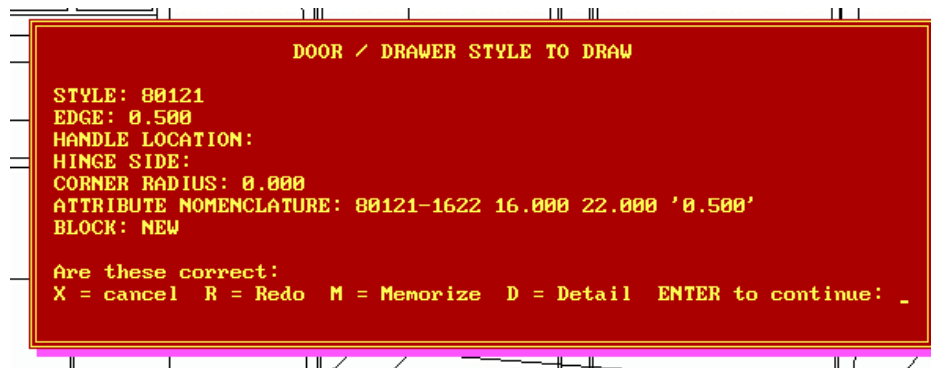 DOOR / DRAWER STYLE TO DRAW
STYLE: 80121
EDGE: 0.500
HANDLE LOCATION:
HINGE SIDE:
CORNER RADIUS: 0.000
ATTRIBUTE NOMENCLATURE: 80121-1622 16.000 22.000 '0.500'
BLOCK: NEW
Are these correct:
X = cancel R = Redo M = Memorize D = Detail ENTER to continue: _